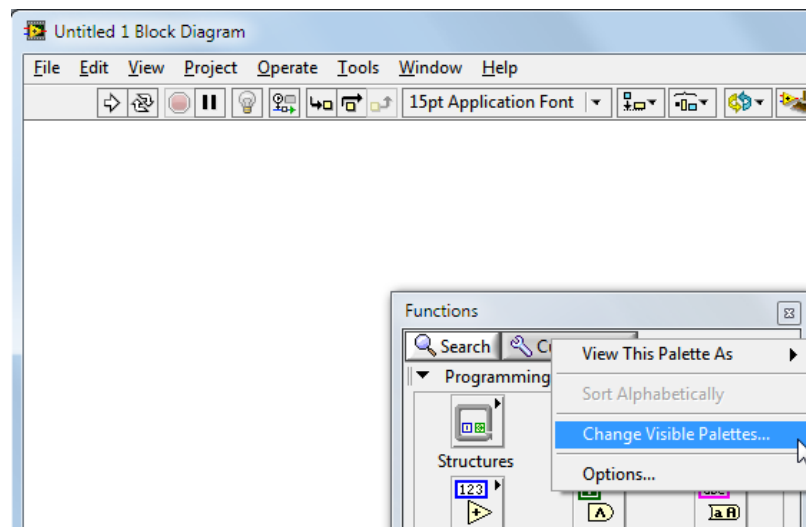 Untitled 1 Block Diagram
File Edit View Project Operate Tools Window Help
15pt Application Font
Functions
Search
Programming
View This Palette As
Sort Alphabetically
Change Visible Palettes...
Options...
Structures
123